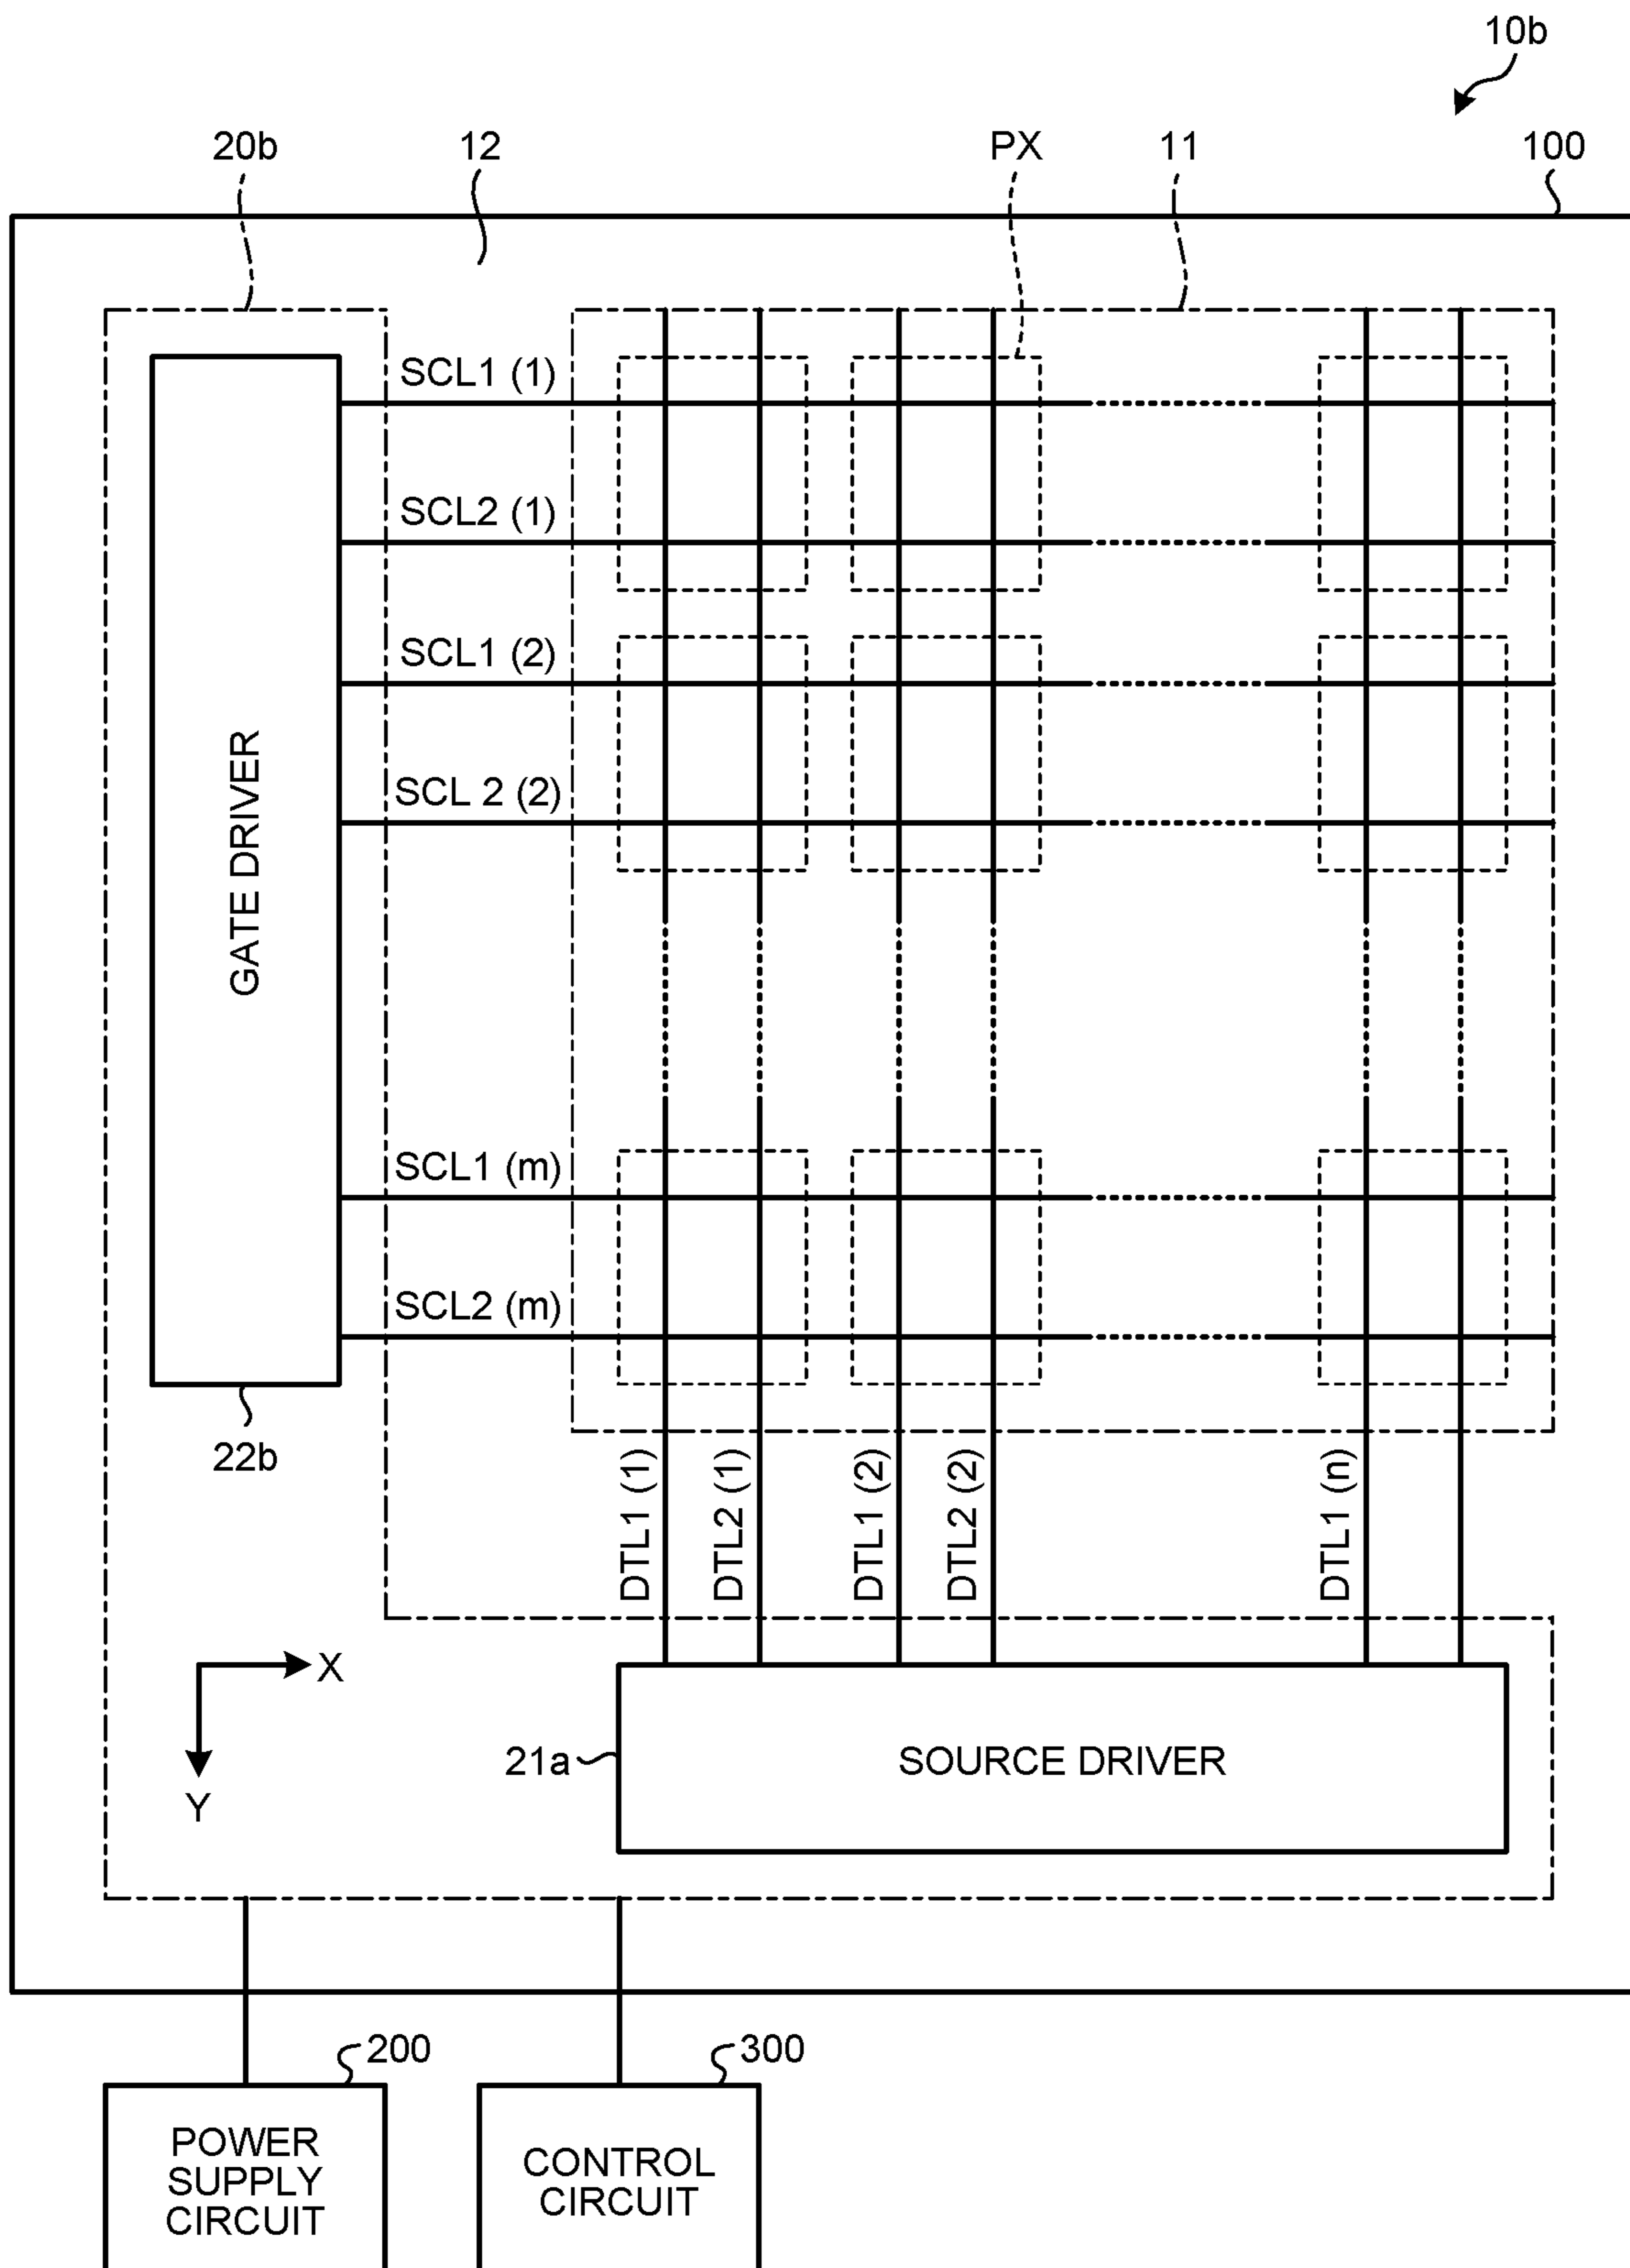 10b
20b
12
PX
11
100
SCL1 (1)
SCL2 (1)
SCL1 (2)
SCL 2 (2)
GATE DRIVER
SCL1 (m)
SCL2 (m)
22b
DTL1 (1)
DTL2 (1)
DTL1 (2)
DTL2 (2)
DTL1 (n)
X
Y
21a
SOURCE DRIVER
200
300
POWER
SUPPLY
CIRCUIT
CONTROL
CIRCUIT